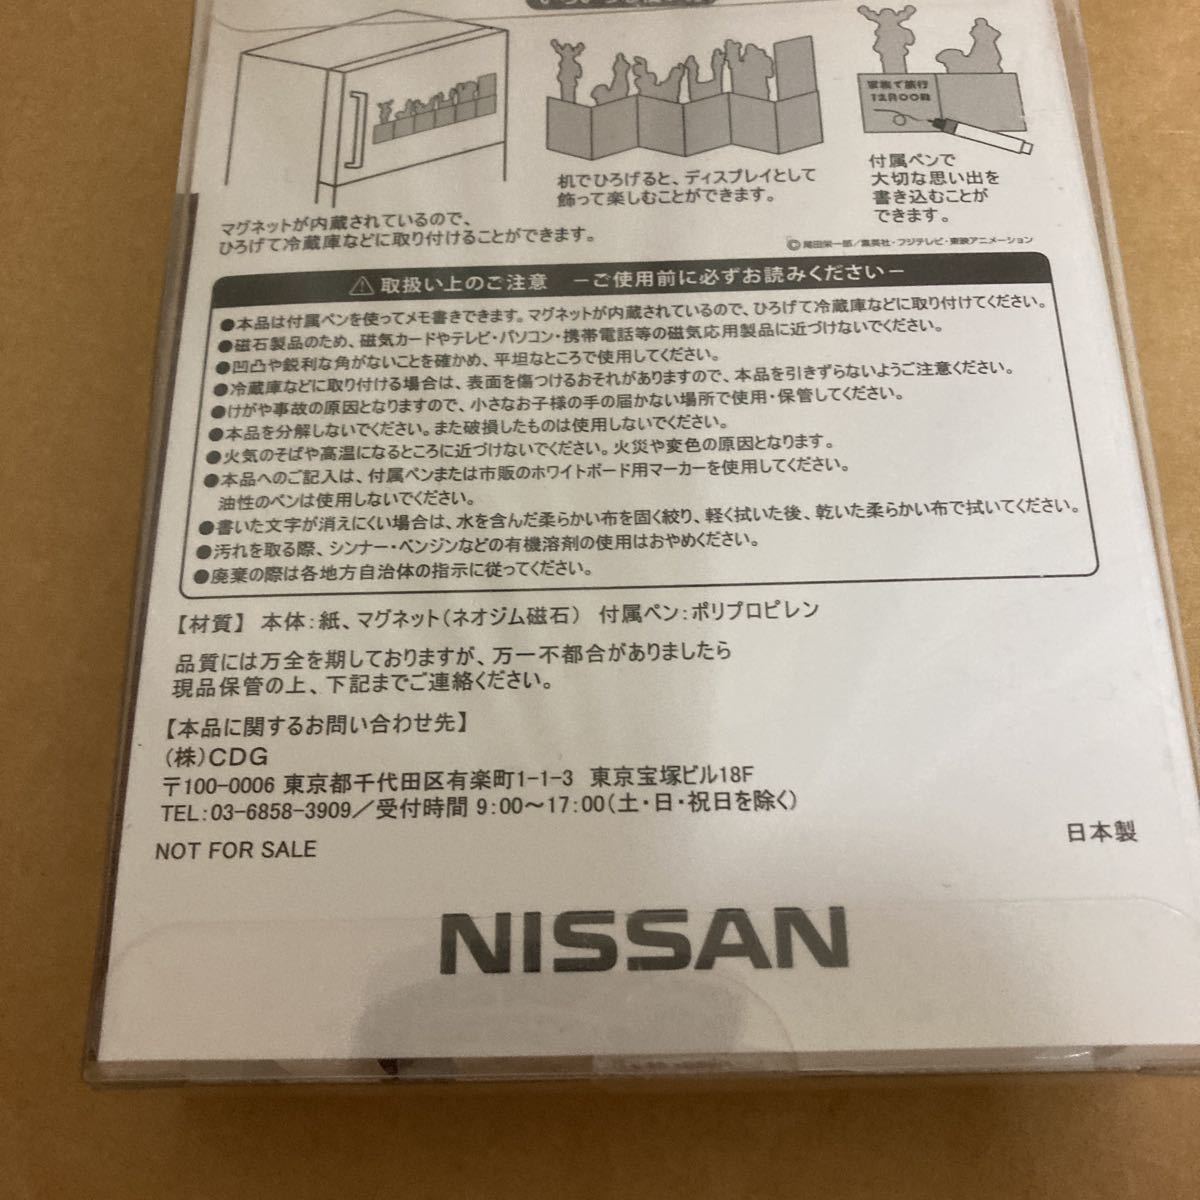 家族で旅行
12月〇〇日
マグネットが内蔵されているので、
ひろげて冷蔵庫などに取り付けることができます。
机でひろげると、ディスプレイとして
飾って楽しむことができます。
付属ペンで
大切な思い出を
書き込むことが
できます。
©尾田栄一郎/集英社・フジテレビ・東映アニメーション
⚠取扱い上のご注意 −ご使用前に必ずお読みください−
●本品は付属ペンを使ってメモ書きできます。マグネットが内蔵されているので、ひろげて冷蔵庫などに取り付けてください。
●磁石製品のため、磁気カードやテレビ・パソコン・携帯電話等の磁気応用製品に近づけないでください。
●凹凸や鋭利な角がないことを確かめ、平坦なところで使用してください。
●冷蔵庫などに取り付ける場合は、表面を傷つけるおそれがありますので、本品を引きずらないようご注意ください。
●けがや事故の原因となりますので、小さなお子様の手の届かない場所で使用・保管してください。
●本品を分解しないでください。また破損したものは使用しないでください。
●火気のそばや高温になるところに近づけないでください。火災や変色の原因となります。
●本品へのご記入は、付属ペンまたは市販のホワイトボード用マーカーを使用してください。
油性のペンは使用しないでください。
●書いた文字が消えにくい場合は、水を含んだ柔らかい布を固く絞り、軽く拭いた後、乾いた柔らかい布で拭いてください。
●汚れを取る際、シンナー・ベンジンなどの有機溶剤の使用はおやめください。
●廃棄の際は各地方自治体の指示に従ってください。
【材質】 本体:紙、マグネット(ネオジム磁石) 付属ペン:ポリプロピレン
品質には万全を期しておりますが、万一不都合がありましたら
現品保管の上、下記までご連絡ください。
【本品に関するお問い合わせ先】
(株)CDG
〒100-0006 東京都千代田区有楽町1-1-3 東京宝塚ビル18F
TEL:03-6858-3909/受付時間 9:00〜17:00(土・日・祝日を除く)
NOT FOR SALE
日本製
NISSAN